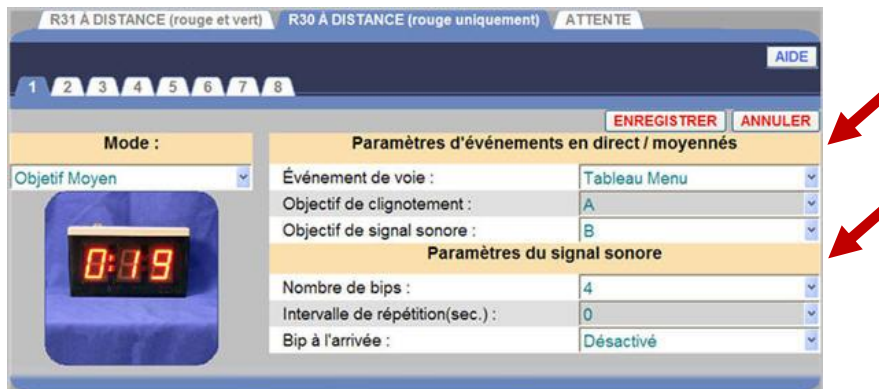 R31 À DISTANCE (rouge et vert) R30 À DISTANCE (rouge uniquement) ATTENTE
AIDE
1 2 3 4 5 6 7 8
ENREGISTRER ANNULER
Mode : Paramètres d'événements en direct / moyennés
Objetif Moyen Événement de voie : Tableau Menu
Objectif de clignotement : A
Objectif de signal sonore : B
Paramètres du signal sonore
0:19
Nombre de bips : 4
Intervalle de répétition(sec.) : 0
Bip à l'arrivée : Désactivé